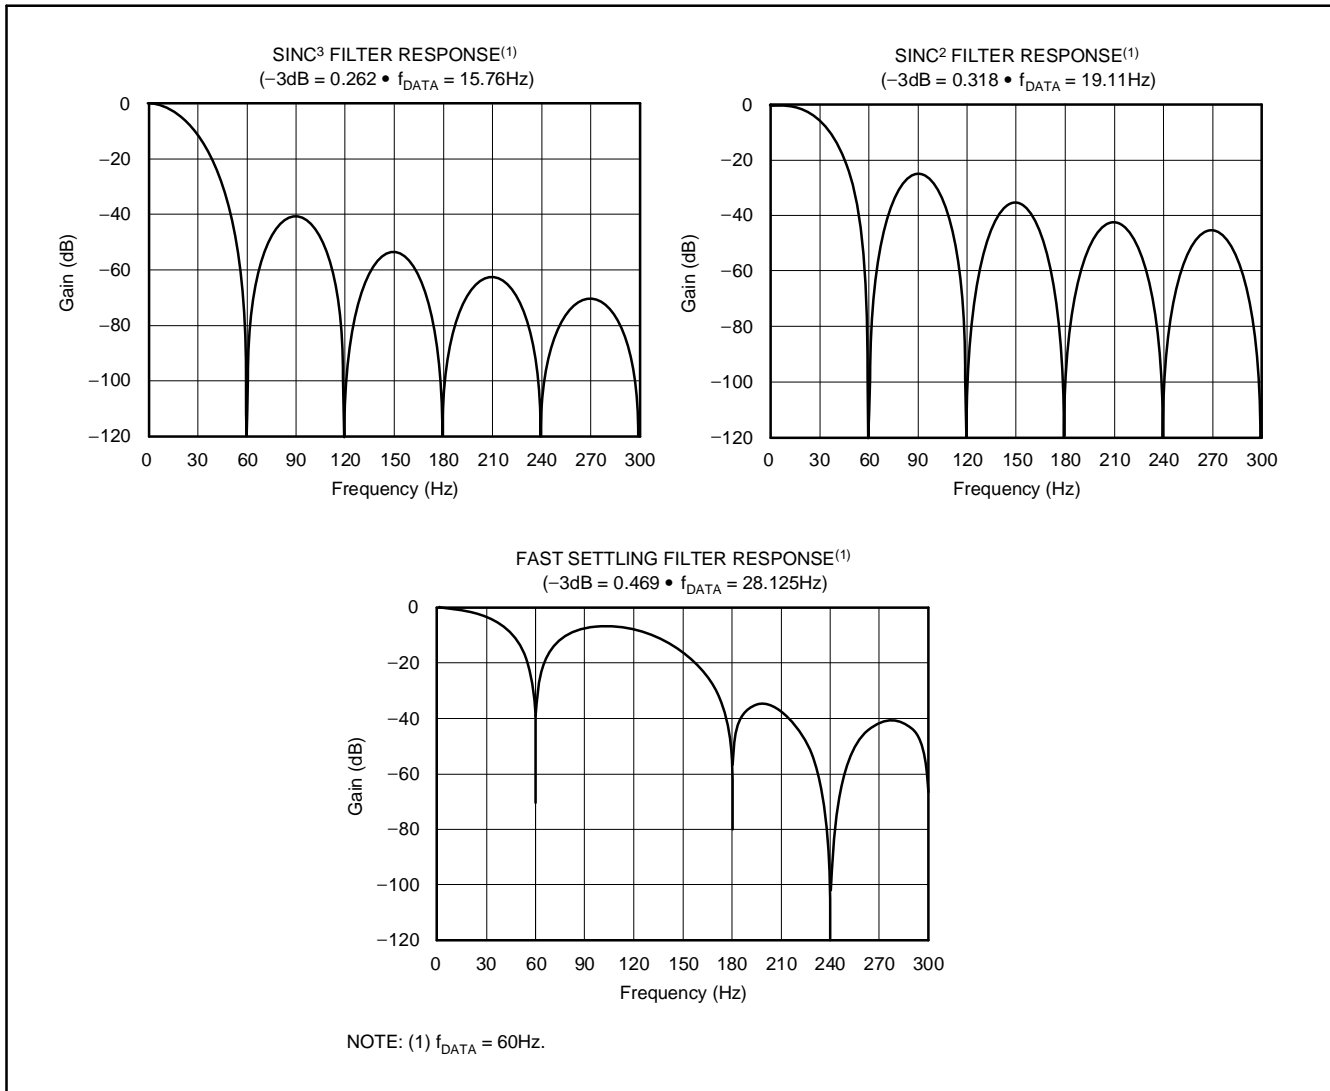 SINC³ FILTER RESPONSE(1)
(−3dB = 0.262 • fDATA = 15.76Hz)
0
−20
−40
−60
−80
−100
−120
Gain (dB)
0 30 60 90 120 150 180 210 240 270 300
Frequency (Hz)
SINC² FILTER RESPONSE(1)
(−3dB = 0.318 • fDATA = 19.11Hz)
0
−20
−40
−60
−80
−100
−120
Gain (dB)
0 30 60 90 120 150 180 210 240 270 300
Frequency (Hz)
FAST SETTLING FILTER RESPONSE(1)
(−3dB = 0.469 • fDATA = 28.125Hz)
0
−20
−40
−60
−80
−100
−120
Gain (dB)
0 30 60 90 120 150 180 210 240 270 300
Frequency (Hz)
NOTE: (1) fDATA = 60Hz.